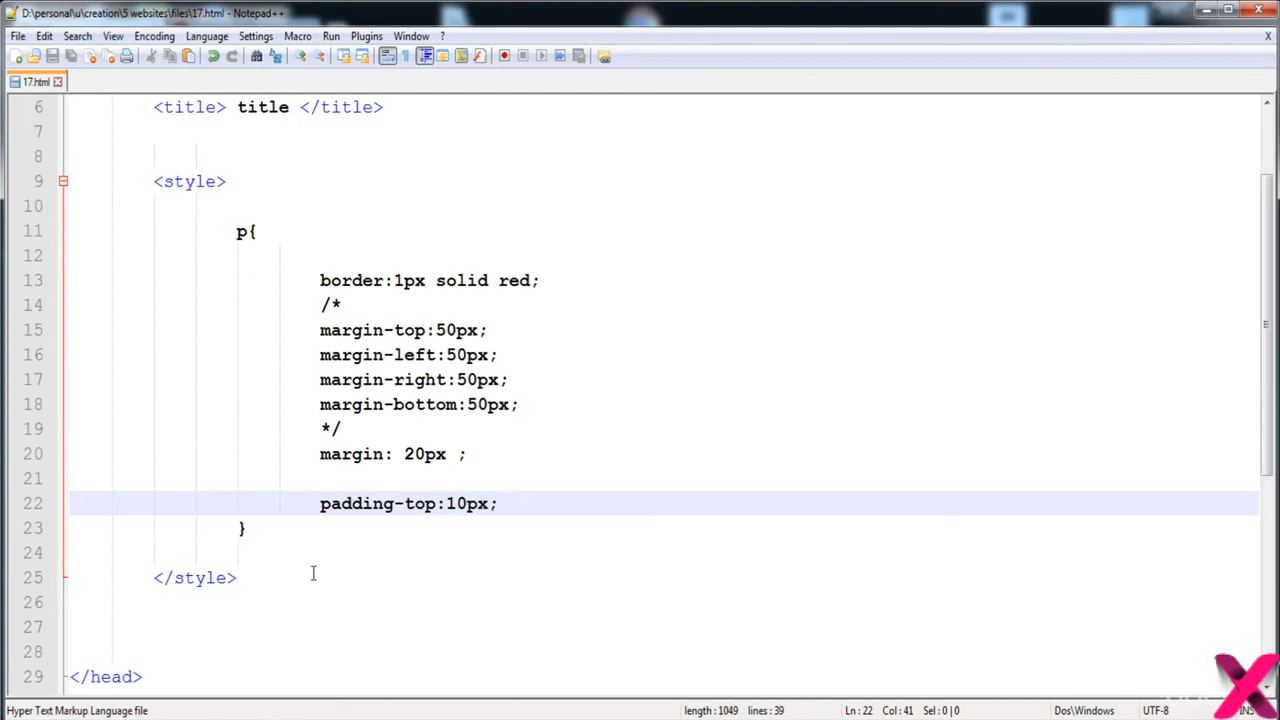 D:\personal\u\creation\5 websites\files\17.html - Notepad++
File Edit Search View Encoding Language Settings Macro Run Plugins Window ? X
17.html
6 <title> title </title>
7
8
9 <style>
10
11 p{
12
13 border:1px solid red;
14 /*
15 margin-top:50px;
16 margin-left:50px;
17 margin-right:50px;
18 margin-bottom:50px;
19 */
20 margin: 20px ;
21
22 padding-top:10px;
23 }
24
25 </style>
26
27
28
29 </head>
Hyper Text Markup Language file length : 1049 lines : 39 Ln : 22 Col : 41 Sel : 0 | 0 Dos\Windows UTF-8 INS